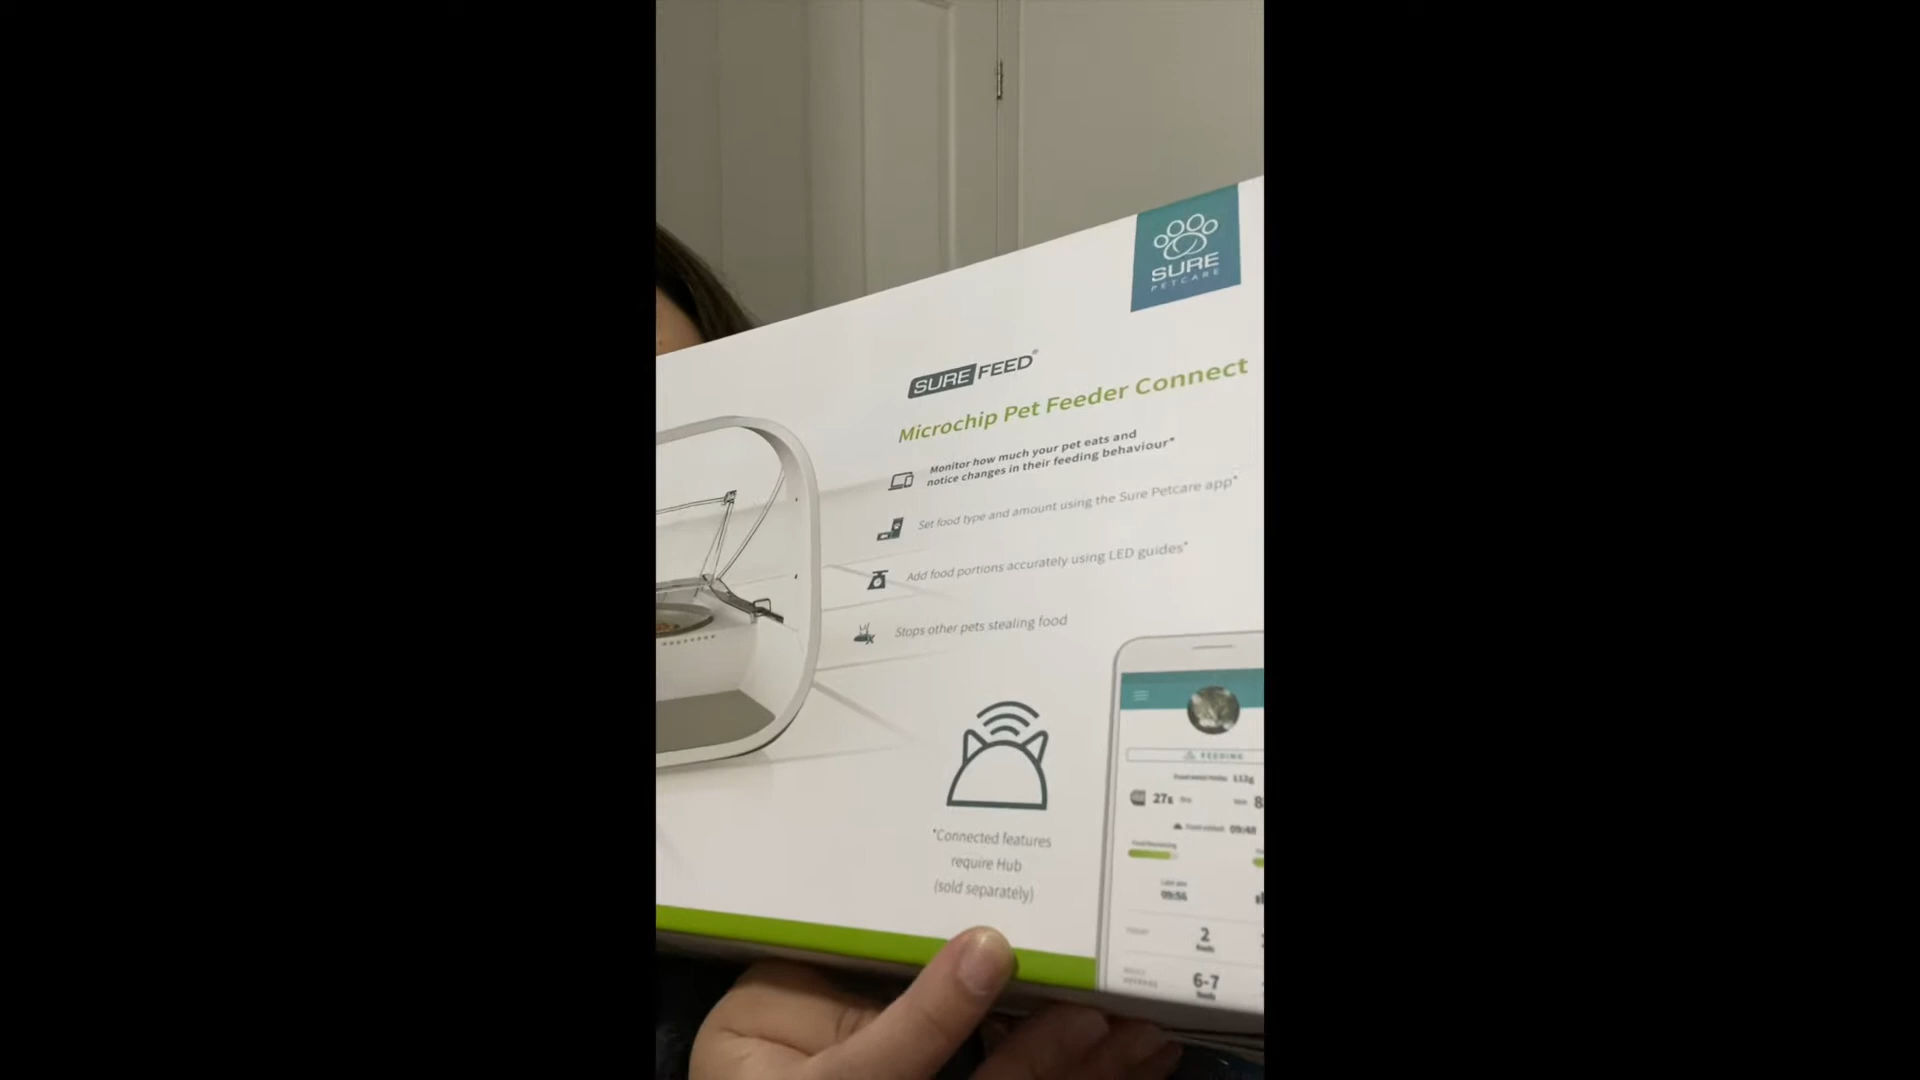 SURE
PETCARE
SURE FEED®
Microchip Pet Feeder Connect
Monitor how much your pet eats and
notice changes in their feeding behaviour*
Set food type and amount using the Sure Petcare app*
Add food portions accurately using LED guides*
Stops other pets stealing food
*Connected features
require Hub
(sold separately)
FEEDING
112g
27s
09:48
09:56
2
6-7